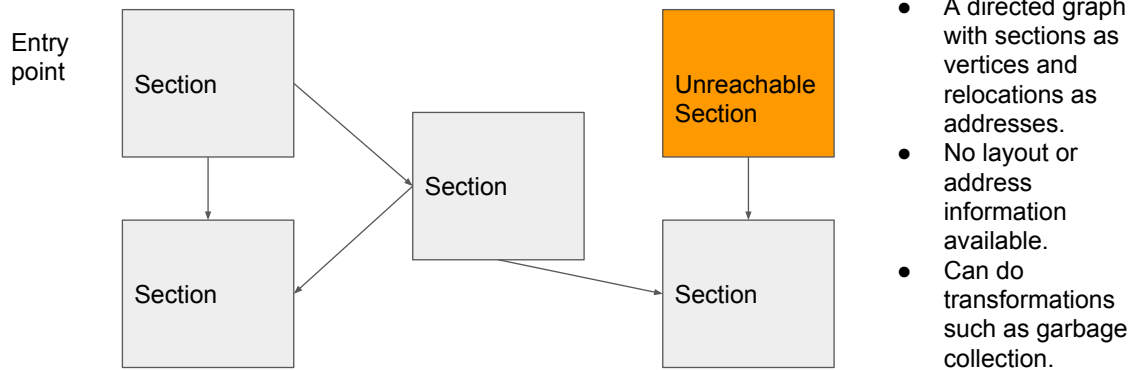 Entry
point
Section
Unreachable
Section
Section
Section
Section
● A directed graph
with sections as
vertices and
relocations as
addresses.
● No layout or
address
information
available.
● Can do
transformations
such as garbage
collection.